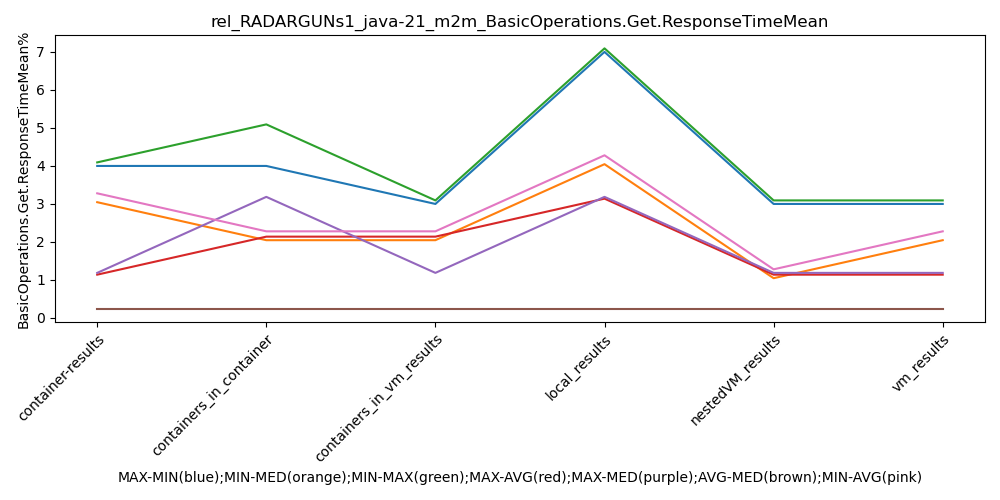 rel_RADARGUNs1_java-21_m2m_BasicOperations.Get.ResponseTimeMean
BasicOperations.Get.ResponseTimeMean%
7
6
5
4
3
2
1
0
container-results
containers_in_container
containers_in_vm_results
local_results
nestedVM_results
vm_results
MAX-MIN(blue);MIN-MED(orange);MIN-MAX(green);MAX-AVG(red);MAX-MED(purple);AVG-MED(brown);MIN-AVG(pink)